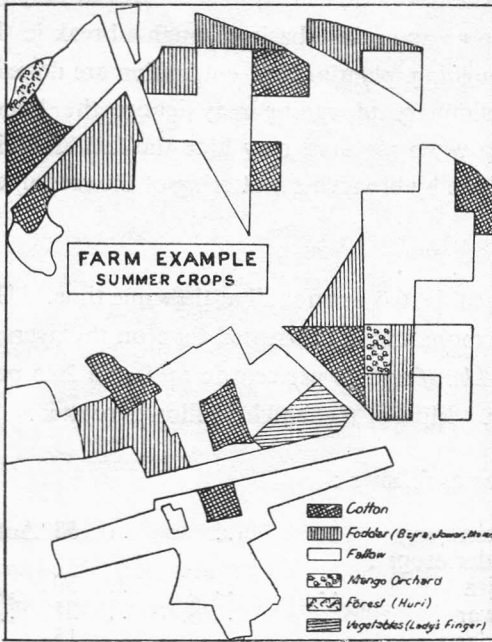 FARM EXAMPLE
SUMMER CROPS
Cotton
Fodder (Bajra, Jowar,
Fallow
Mango Orchard
Forest (Huri)
Vegetables (Lady's Finger)